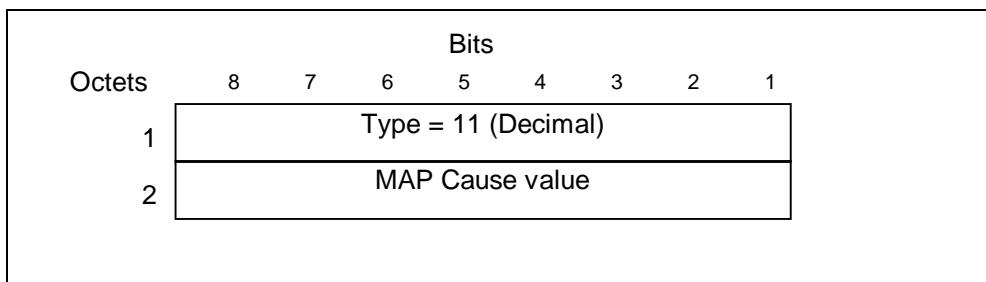 Bits
Octets 8 7 6 5 4 3 2 1
1 Type = 11 (Decimal)
2 MAP Cause value